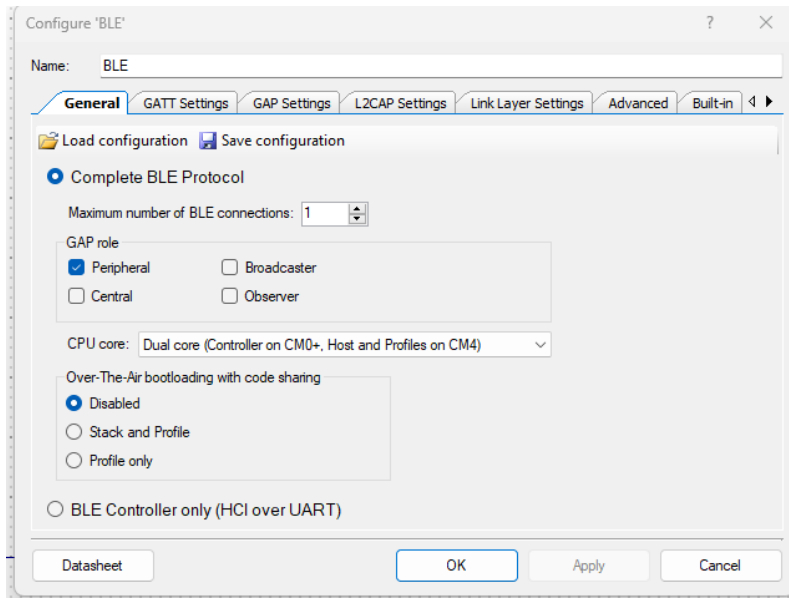 Configure 'BLE'
?
Name: BLE
General GATT Settings GAP Settings L2CAP Settings Link Layer Settings Advanced Built-in
Load configuration Save configuration
Complete BLE Protocol
Maximum number of BLE connections: 1
GAP role
Peripheral Broadcaster
Central Observer
CPU core: Dual core (Controller on CM0+, Host and Profiles on CM4)
Over-The-Air bootloading with code sharing
Disabled
Stack and Profile
Profile only
BLE Controller only (HCI over UART)
Datasheet OK Apply Cancel